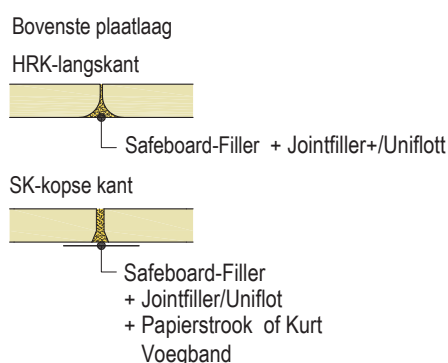 Bovenste plaatlaag
HRK-langskant
Safeboard-Filler + Jointfiller+/Uniflott
SK-kopse kant
Safeboard-Filler
+ Jointfiller/Uniflot
+ Papierstrook of Kurt
Voegband